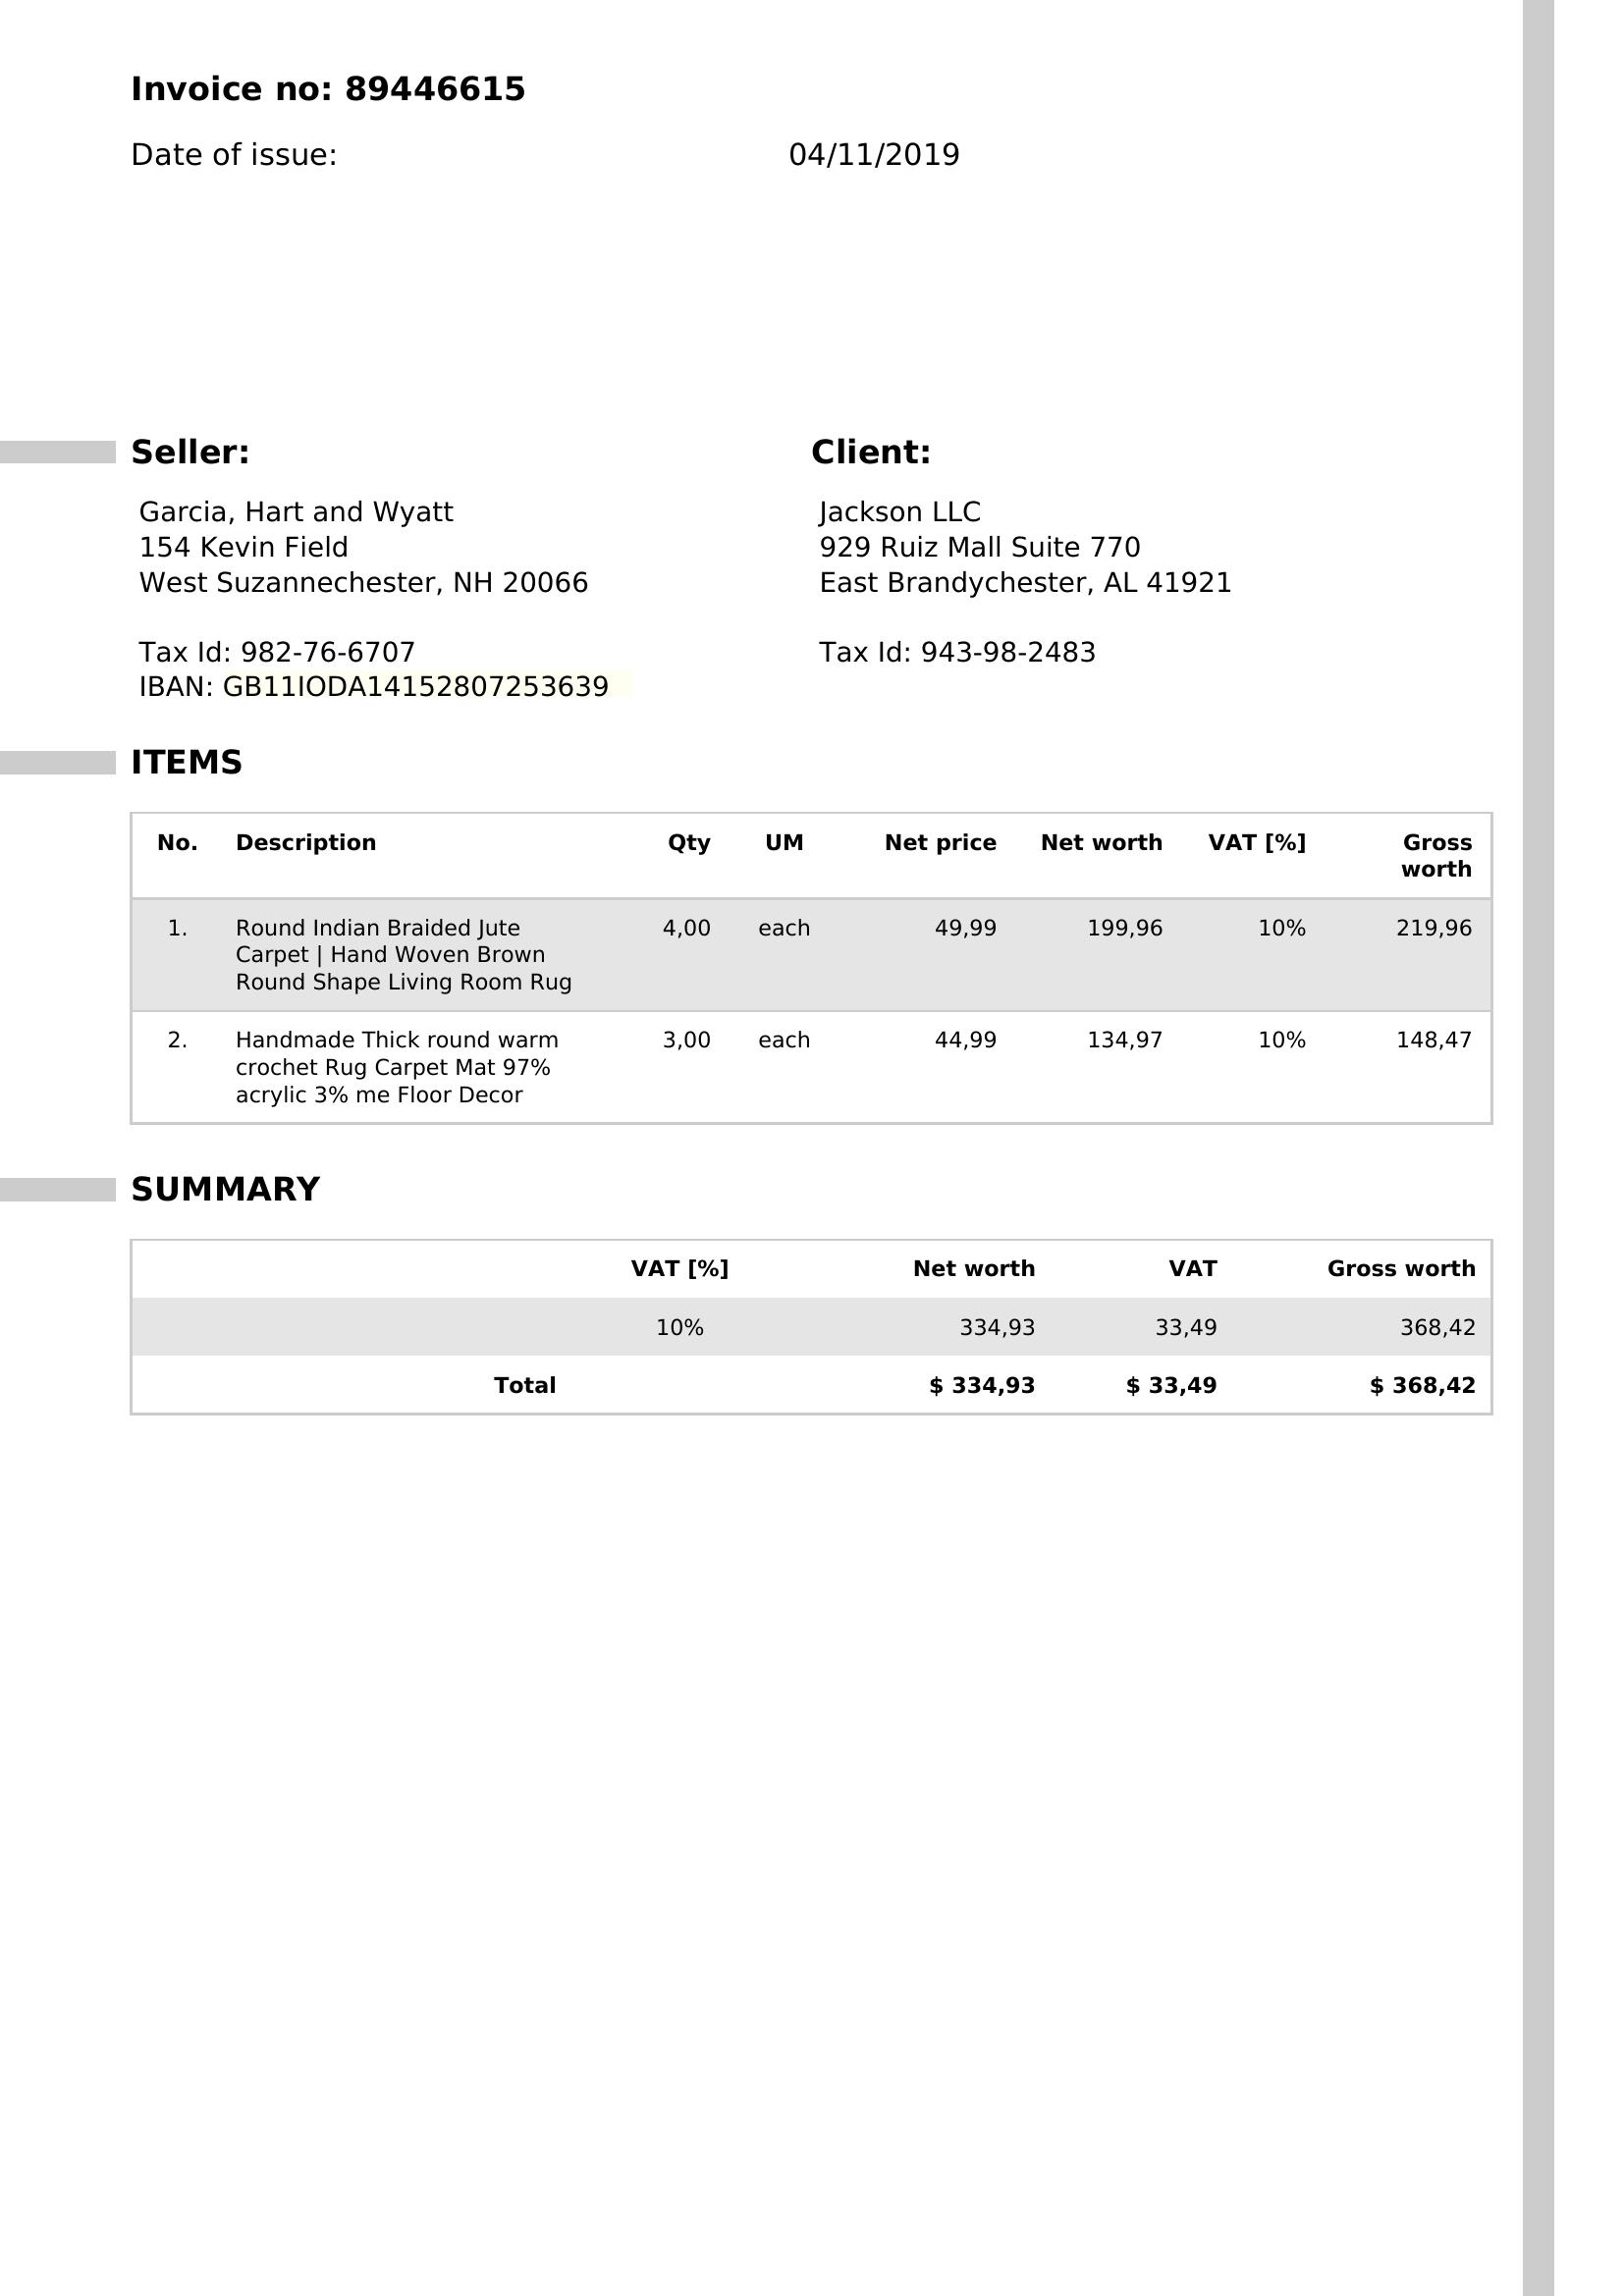 Invoice no: 89446615
Date of issue: 04/11/2019
Seller:
Garcia, Hart and Wyatt
154 Kevin Field
West Suzannechester, NH 20066
Tax Id: 982-76-6707
IBAN: GB11IODA14152807253639
Client:
Jackson LLC
929 Ruiz Mall Suite 770
East Brandychester, AL 41921
Tax Id: 943-98-2483
ITEMS
No. Description Qty UM Net price Net worth VAT [%] Gross
worth
1. Round Indian Braided Jute 4,00 each 49,99 199,96 10% 219,96
Carpet | Hand Woven Brown
Round Shape Living Room Rug
2. Handmade Thick round warm 3,00 each 44,99 134,97 10% 148,47
crochet Rug Carpet Mat 97%
acrylic 3% me Floor Decor
SUMMARY
VAT [%] Net worth VAT Gross worth
10% 334,93 33,49 368,42
Total $ 334,93 $ 33,49 $ 368,42